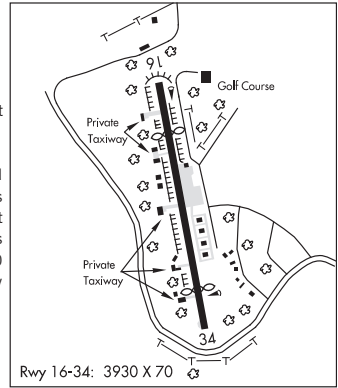 16
Golf Course
Private
Taxiway
Private
Taxiway
34
Rwy 16-34: 3930 X 70